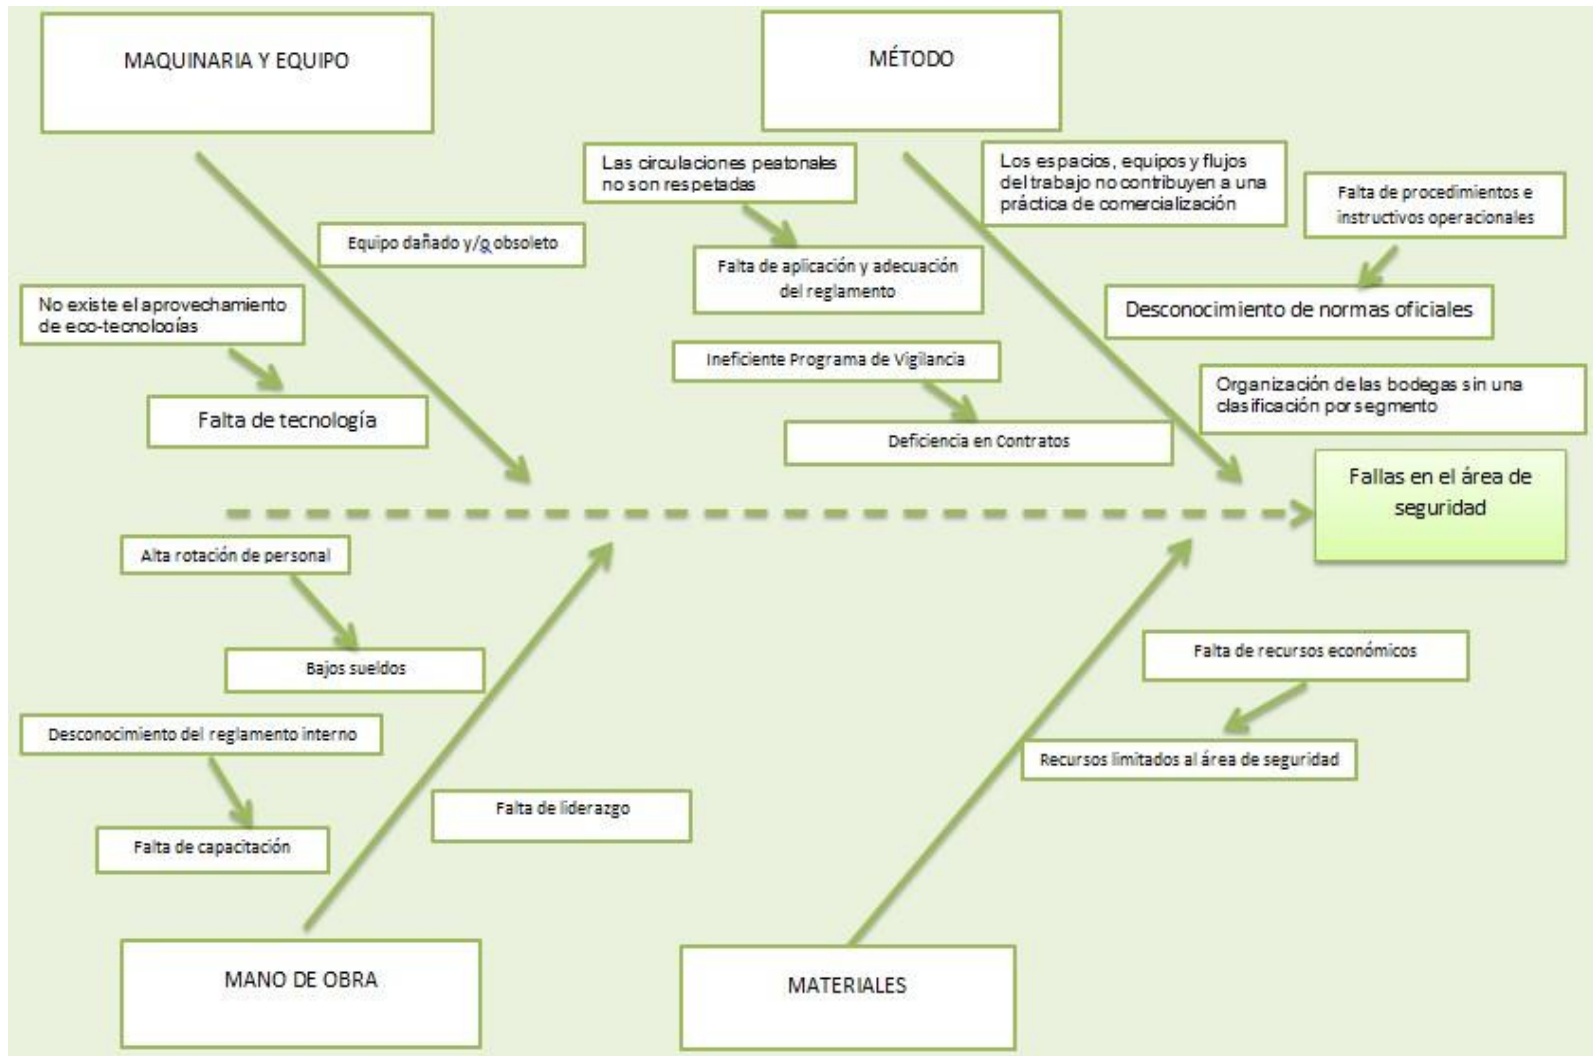 MAQUINARIA Y EQUIPO
MÉTODO
Las circulaciones peatonales
no son respetadas
Los espacios, equipos y flujos
del trabajo no contribuyen a una
práctica de comercialización
Falta de procedimientos e
instructivos operacionales
Equipo dañado y/o obsoleto
Falta de aplicación y adecuación
del reglamento
No existe el aprovechamiento
de eco-tecnologías
Desconocimiento de normas oficiales
Ineficiente Programa de Vigilancia
Organización de las bodegas sin una
clasificación por segmento
Falta de tecnología
Deficiencia en Contratos
Fallas en el área de
seguridad
Alta rotación de personal
Bajos sueldos
Falta de recursos económicos
Desconocimiento del reglamento interno
Recursos limitados al área de seguridad
Falta de liderazgo
Falta de capacitación
MANO DE OBRA
MATERIALES